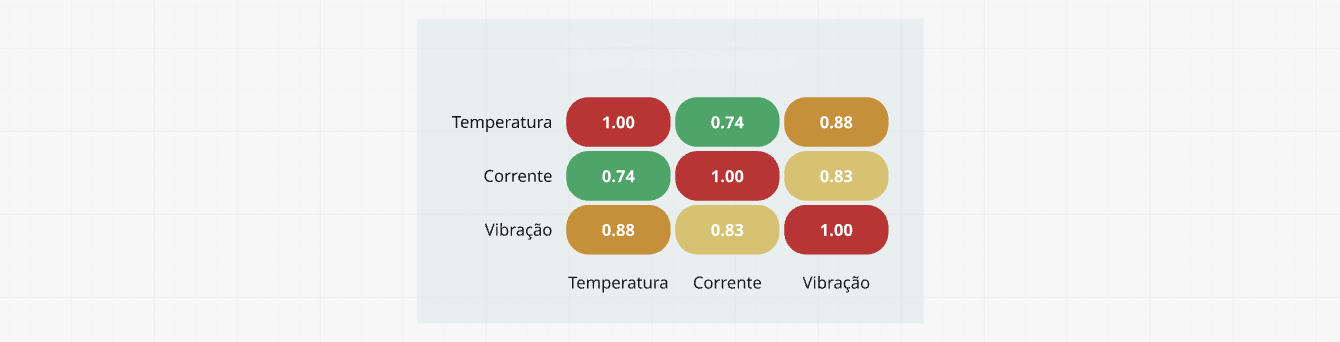 Temperatura 1.00 0.74 0.88
Corrente 0.74 1.00 0.83
Vibração 0.88 0.83 1.00
Temperatura Corrente Vibração